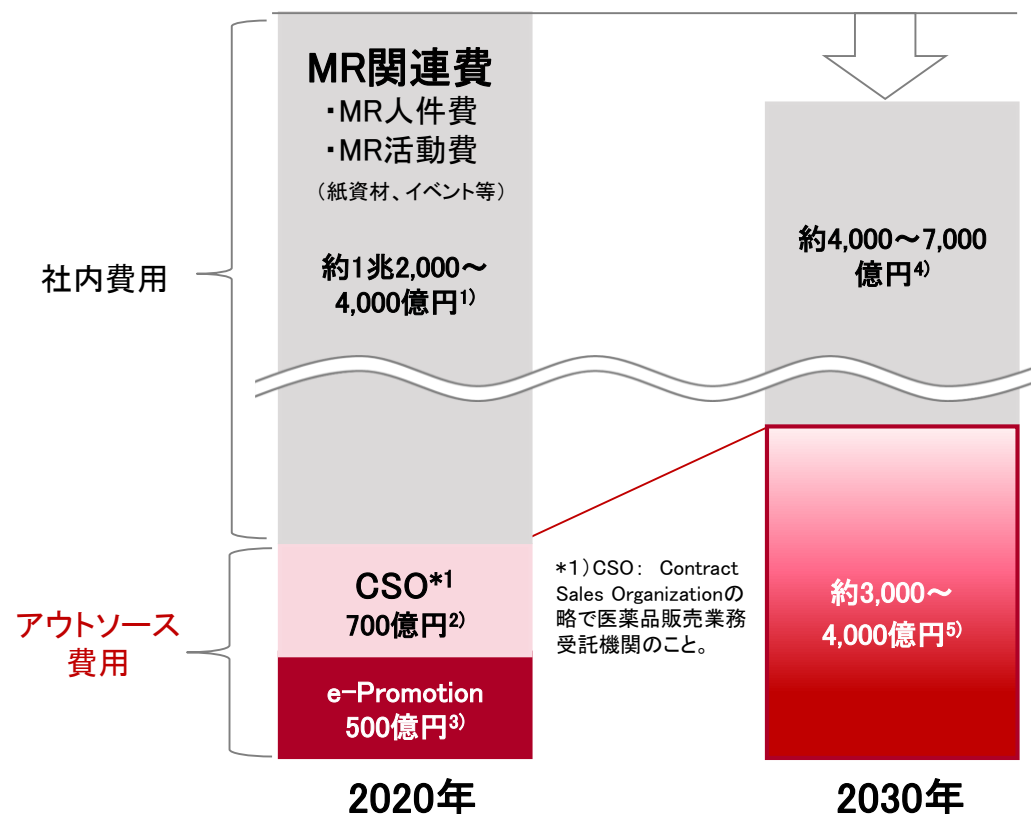 MR関連費
・MR人件費
・MR活動費
（紙資材、イベント等）
約1兆2,000～
4,000億円1)
社内費用
約4,000～7,000
億円4)
CSO*1
700億円2)
アウトソース
費用
e-Promotion
500億円3)
*1）CSO： Contract
Sales Organizationの
略で医薬品販売業務
受託機関のこと。
約3,000～
4,000億円5)
2020年
2030年